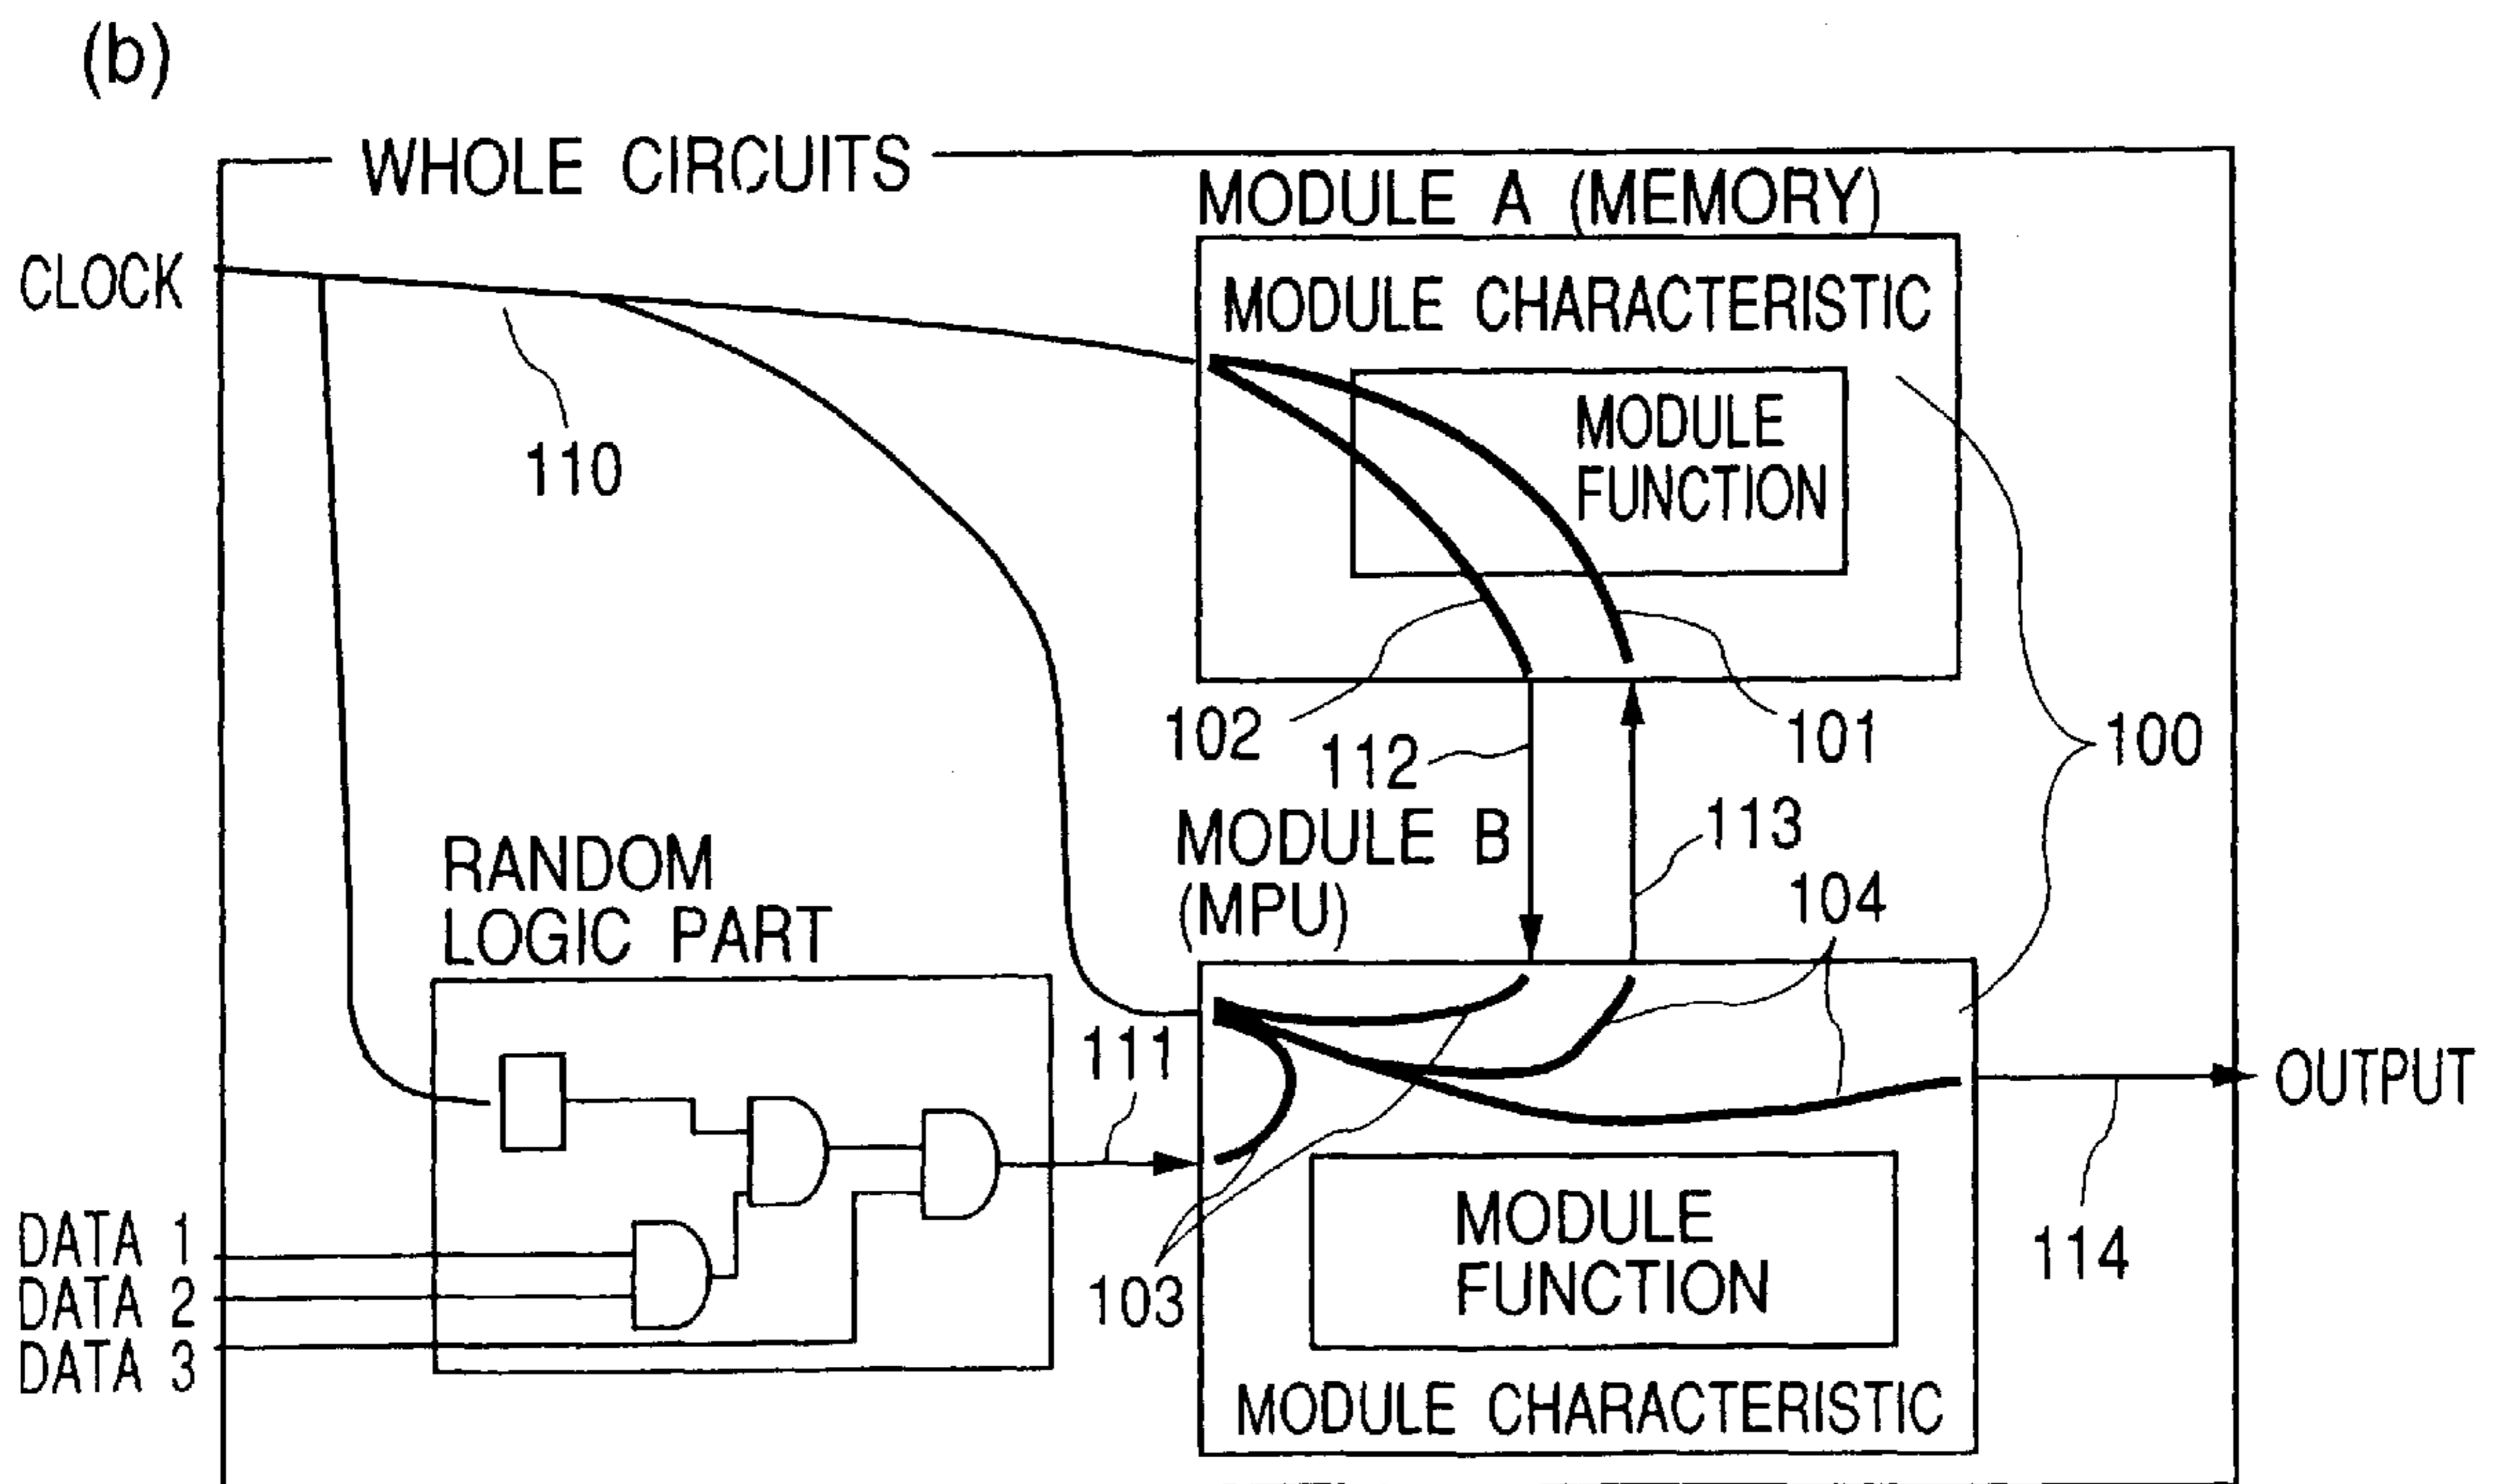 (b)
WHOLE CIRCUITS
MODULE A (MEMORY)
CLOCK
MODULE CHARACTERISTIC
MODULE
FUNCTION
110
102
101
100
112
113
MODULE B
(MPU)
104
RANDOM
LOGIC PART
111
OUTPUT
DATA 1
DATA 2
DATA 3
103
MODULE
FUNCTION
114
MODULE CHARACTERISTIC